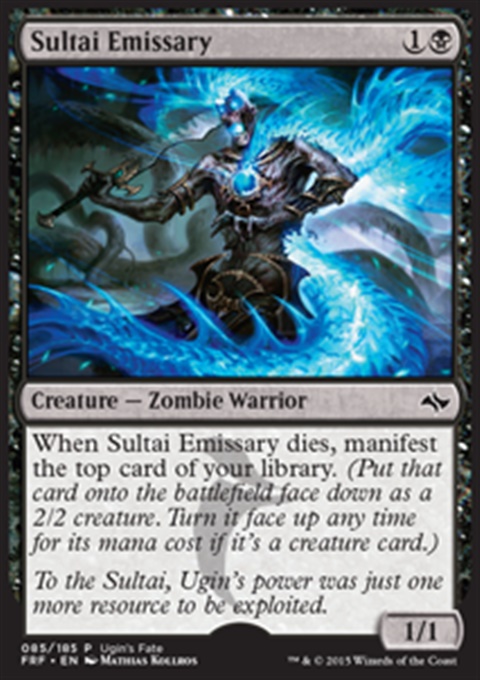 Sultai Emissary 1
Creature — Zombie Warrior
When Sultai Emissary dies, manifest
the top card of your library. (Put that
card onto the battlefield face down as a
2/2 creature. Turn it face up any time
for its mana cost if it's a creature card.)
To the Sultai, Ugin's power was just one
more resource to be exploited.
1/1
085/185 P Ugin's Fate
FRF • EN Mathias Kollros
™ & © 2015 Wizards of the Coast